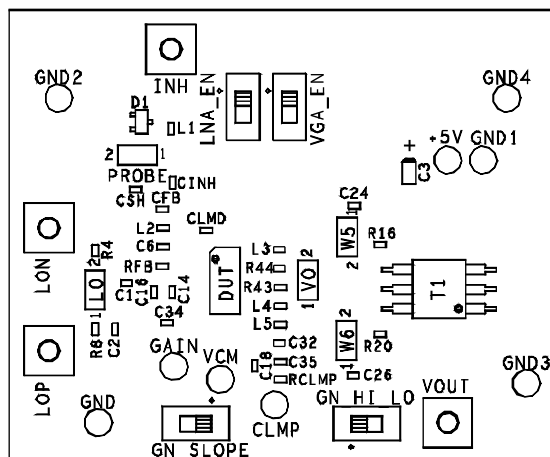 INH
GND2
GND4
LNA_EN
VGA_EN
D1
L1
+5V
GND1
+
C3
2
1
PROBE
CINH
CSH
CFB
C24
L2
CLMD
1
W5
2
R16
C6
L3
2
VO
1
LON
R4
2
LO
1
RFB
R44
DUT
R43
T1
C1
C16
C14
L4
C34
L5
R8
C2
W6
1
R20
LOP
GAIN
VCM
C32
C18
C35
RCLMP
C26
GND3
GND
GN HI LO
VOUT
GN SLOPE
CLMP